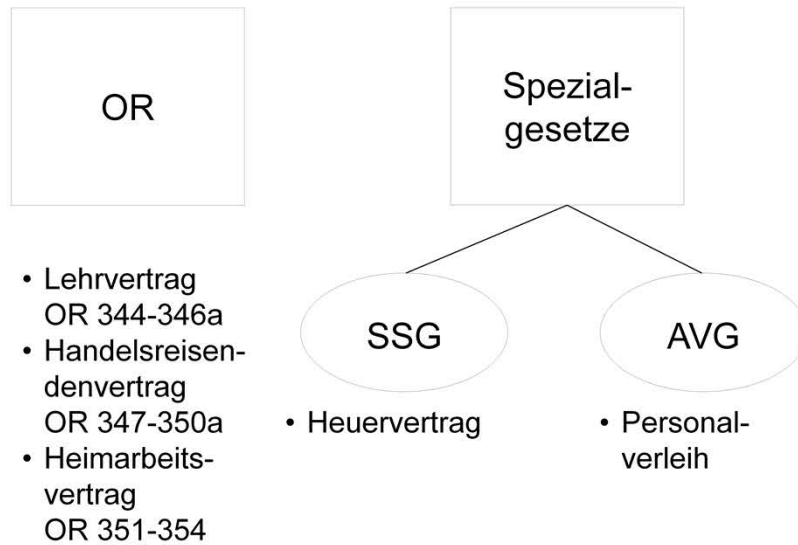 OR
Spezial-
gesetze
• Lehrvertrag
OR 344-346a
• Handelsreisen-
denvertrag
OR 347-350a
• Heimarbeits-
vertrag
OR 351-354
SSG
• Heuervertrag
AVG
• Personal-
verleih